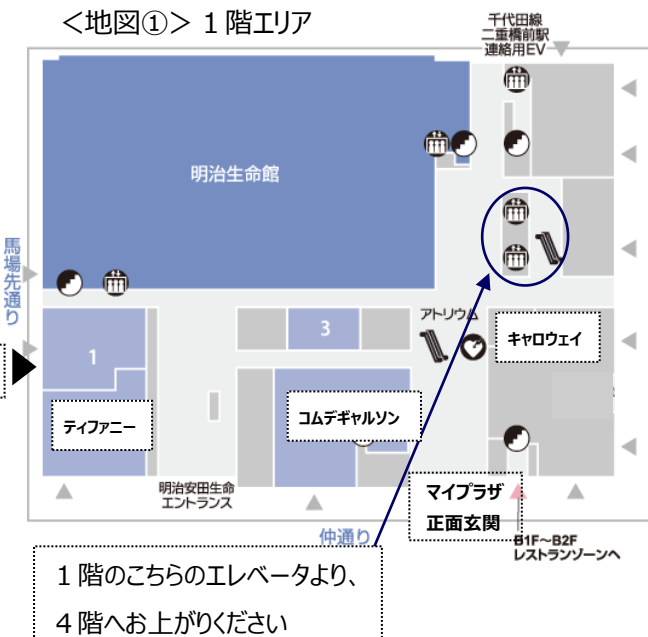 ＜地図①＞ １階エリア
千代田線
二重橋前駅
連絡用EV
明治生命館
馬場先通り
アトリウム
3
キャロウェイ
1
ティファニー
コムデギャルソン
明治安田生命
エントランス
マイプラザ
正面玄関
仲通り
B1F～B2F
レストランゾーンへ
１階のこちらのエレベータより、
４階へお上がりください